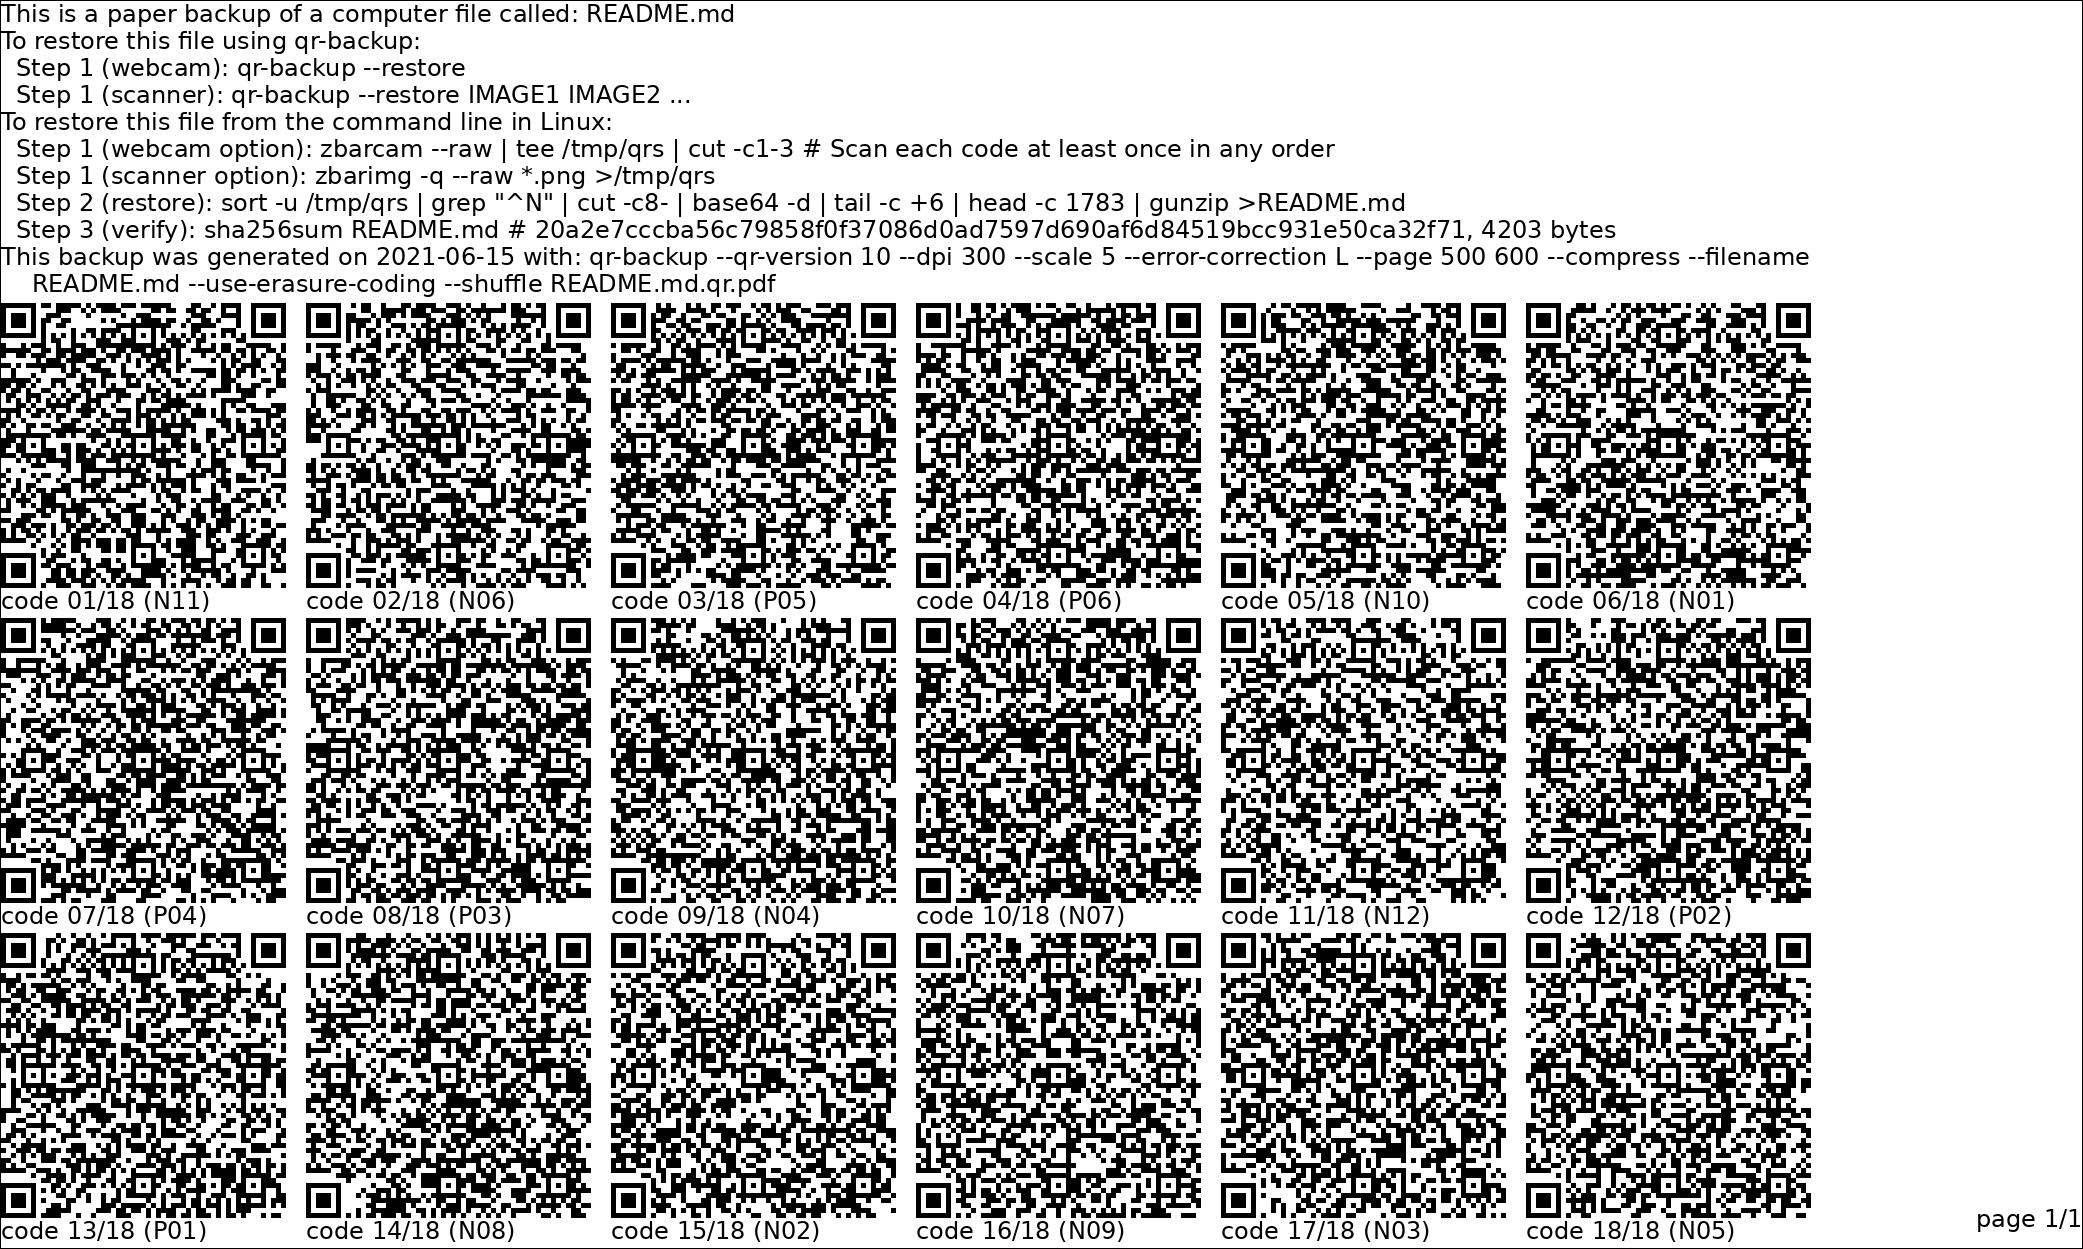 This is a paper backup of a computer file called: README.md
To restore this file using qr-backup:
Step 1 (webcam): qr-backup --restore
Step 1 (scanner): qr-backup --restore IMAGE1 IMAGE2 ...
To restore this file from the command line in Linux:
Step 1 (webcam option): zbarcam --raw | tee /tmp/qrs | cut -c1-3 # Scan each code at least once in any order
Step 1 (scanner option): zbarimg -q --raw *.png >/tmp/qrs
Step 2 (restore): sort -u /tmp/qrs | grep "^N" | cut -c8- | base64 -d | tail -c +6 | head -c 1783 | gunzip >README.md
Step 3 (verify): sha256sum README.md # 20a2e7cccba56c79858f0f37086d0ad7597d690af6d84519bcc931e50ca32f71, 4203 bytes
This backup was generated on 2021-06-15 with: qr-backup --qr-version 10 --dpi 300 --scale 5 --error-correction L --page 500 600 --compress --filename
README.md --use-erasure-coding --shuffle README.md.qr.pdf
code 01/18 (N11)
code 02/18 (N06)
code 03/18 (P05)
code 04/18 (P06)
code 05/18 (N10)
code 06/18 (N01)
code 07/18 (P04)
code 08/18 (P03)
code 09/18 (N04)
code 10/18 (N07)
code 11/18 (N12)
code 12/18 (P02)
code 13/18 (P01)
code 14/18 (N08)
code 15/18 (N02)
code 16/18 (N09)
code 17/18 (N03)
code 18/18 (N05)
page 1/1